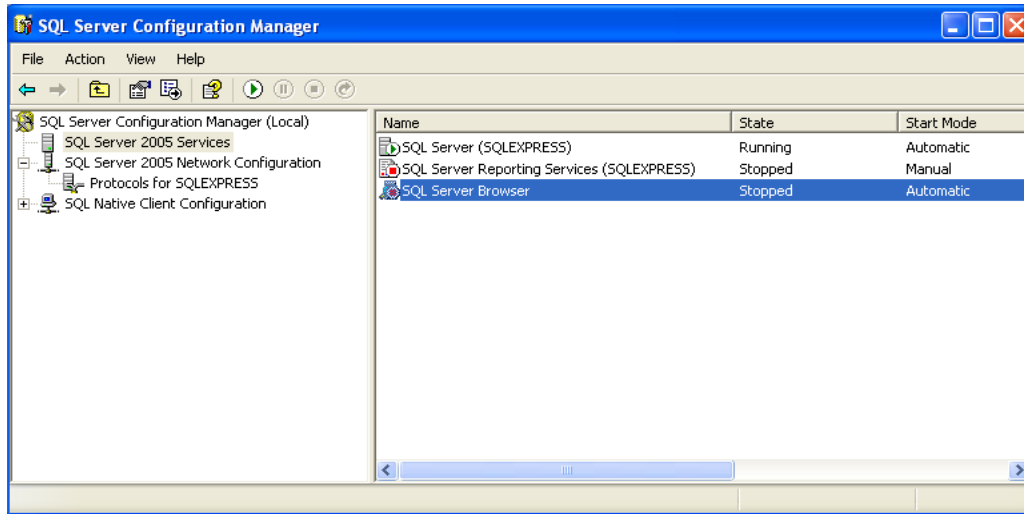 SQL Server Configuration Manager
File Action View Help
SQL Server Configuration Manager (Local)
SQL Server 2005 Services
SQL Server 2005 Network Configuration
Protocols for SQLEXPRESS
SQL Native Client Configuration
Name State Start Mode
SQL Server (SQLEXPRESS) Running Automatic
SQL Server Reporting Services (SQLEXPRESS) Stopped Manual
SQL Server Browser Stopped Automatic